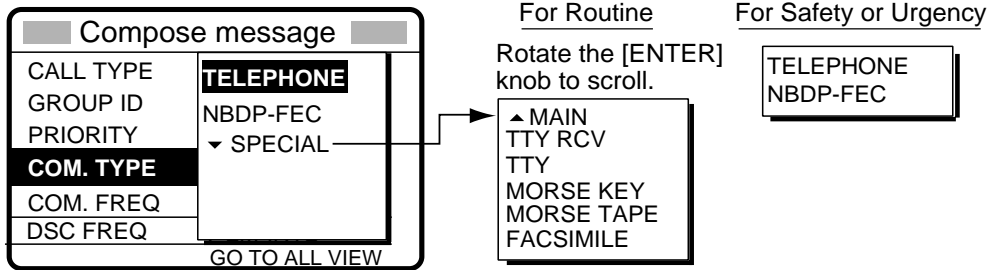 Compose message
CALL TYPE
GROUP ID
PRIORITY
COM. TYPE
COM. FREQ
DSC FREQ
TELEPHONE
NBDP-FEC
SPECIAL
GO TO ALL VIEW
For Routine
Rotate the [ENTER]
knob to scroll.
MAIN
TTY RCV
TTY
MORSE KEY
MORSE TAPE
FACSIMILE
For Safety or Urgency
TELEPHONE
NBDP-FEC